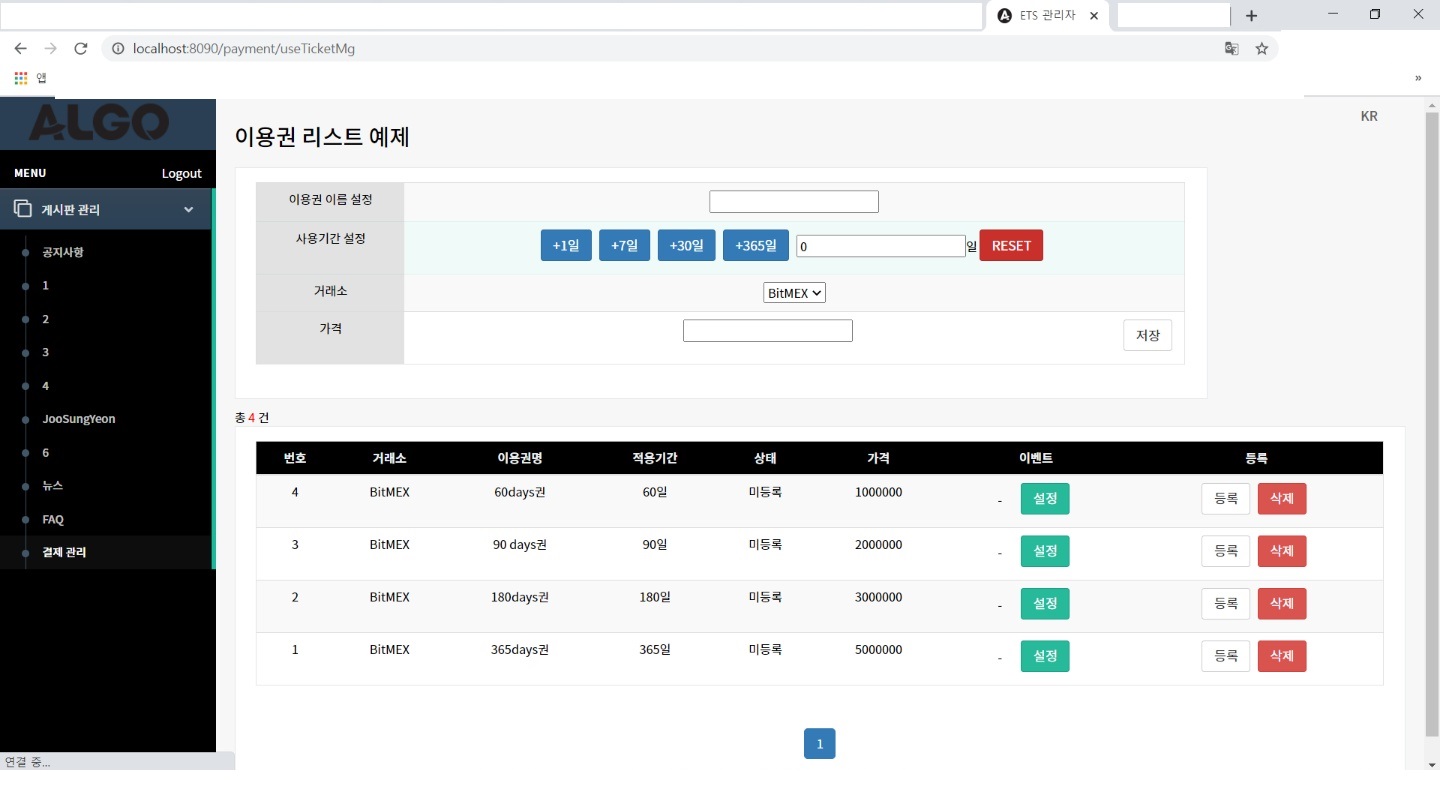 ETS 관리자
localhost:8090/payment/useTicketMg
앱
ALGO
KR
이용권 리스트 예제
MENU Logout
게시판 관리
공지사항
1
2
3
4
JooSungYeon
6
뉴스
FAQ
결제 관리
이용권 이름 설정
사용기간 설정 +1일 +7일 +30일 +365일 0 일 RESET
거래소 BitMEX
가격 저장
총 4 건
번호 거래소 이용권명 적용기간 상태 가격 이벤트 등록
4 BitMEX 60days권 60일 미등록 1000000 - 설정 등록 삭제
3 BitMEX 90 days권 90일 미등록 2000000 - 설정 등록 삭제
2 BitMEX 180days권 180일 미등록 3000000 - 설정 등록 삭제
1 BitMEX 365days권 365일 미등록 5000000 - 설정 등록 삭제
1
연결 중...